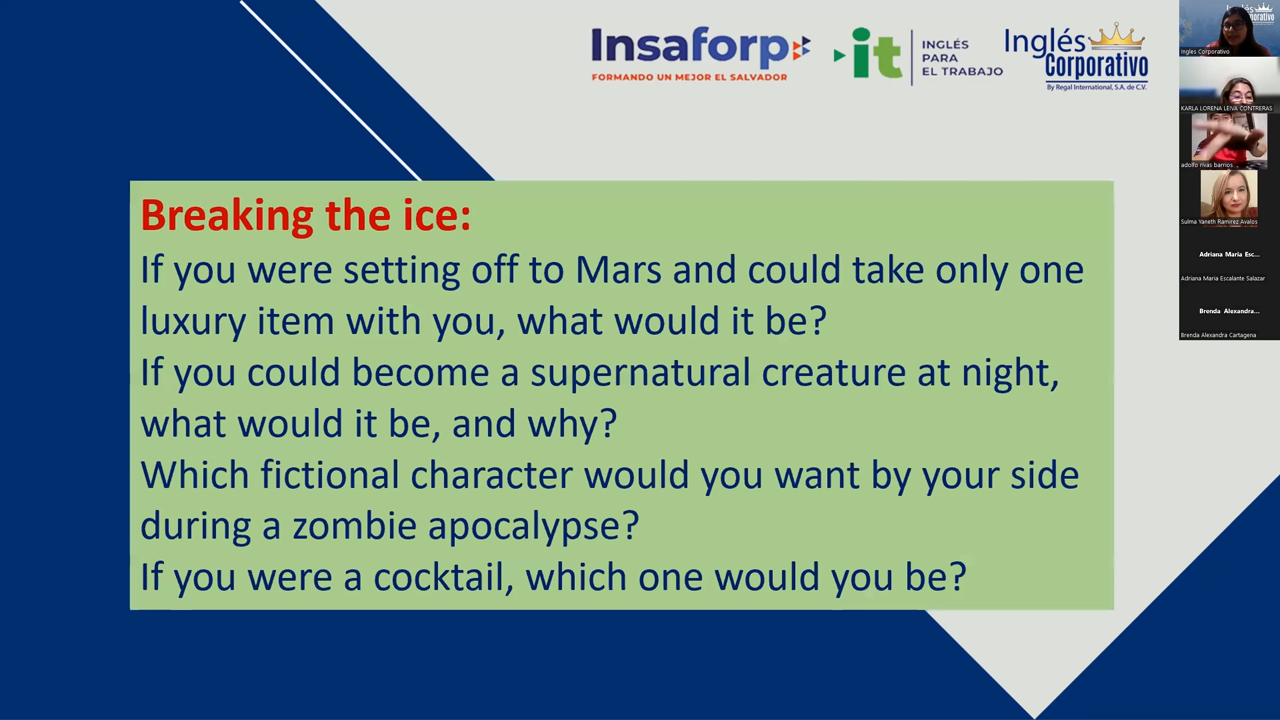 Insaforp
FORMANDO UN MEJOR EL SALVADOR
it
INGLÉS
PARA
EL TRABAJO
Inglés
Corporativo
By Regal International, S.A. de C.V.
Breaking the ice:
If you were setting off to Mars and could take only one
luxury item with you, what would it be?
If you could become a supernatural creature at night,
what would it be, and why?
Which fictional character would you want by your side
during a zombie apocalypse?
If you were a cocktail, which one would you be?
Ingles Corporativo
KARLA LORENA LEIVA CONTRERAS
adolfo rivas barrios
Sulma Yaneth Ramirez Avalos
Adriana Maria Esc...
Adriana Maria Escalante Salazar
Brenda Alexandra...
Brenda Alexandra Cartagena